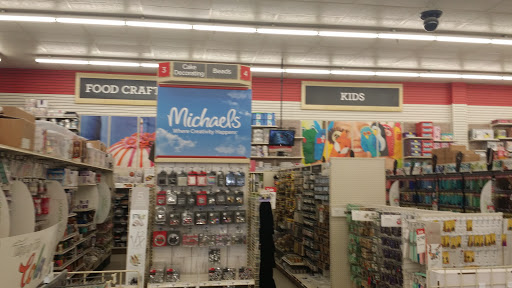 3
Cake
Decorating
Beads
4
FOOD CRAFT
KIDS
Michaels
Where Creativity Happens